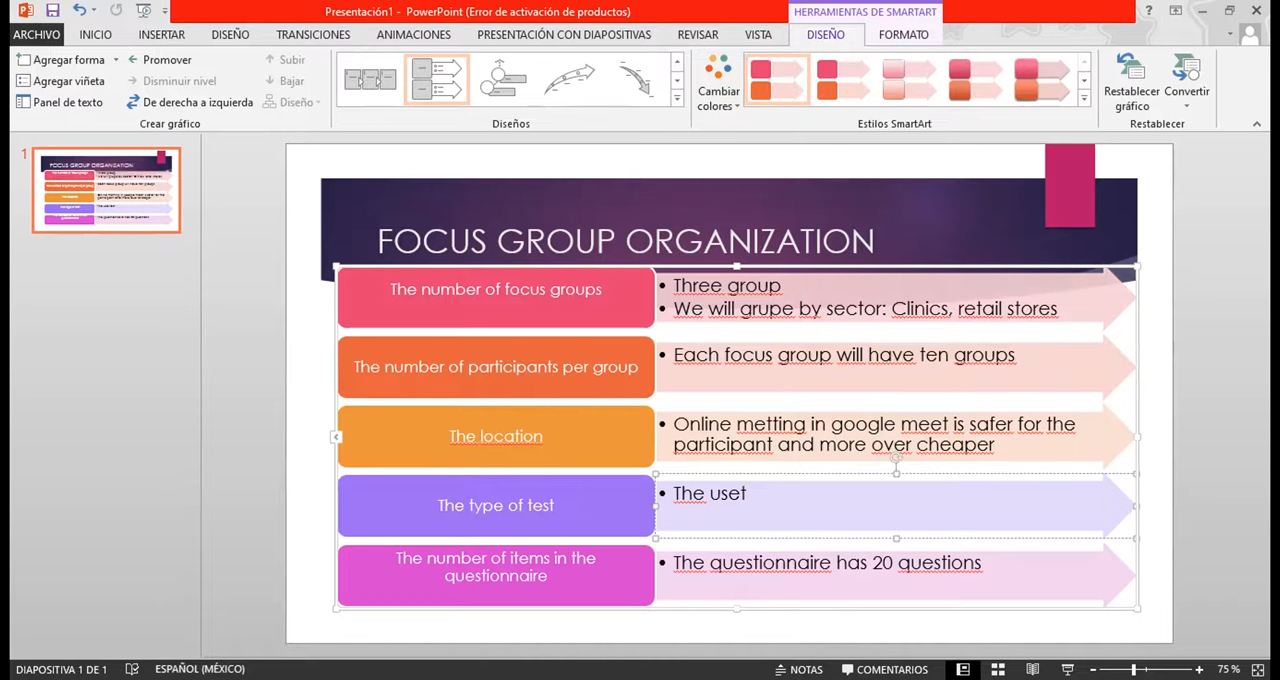 Presentación1 - PowerPoint (Error de activación de productos)
HERRAMIENTAS DE SMARTART
?
ARCHIVO INICIO INSERTAR DISEÑO TRANSICIONES ANIMACIONES PRESENTACIÓN CON DIAPOSITIVAS REVISAR VISTA DISEÑO FORMATO
Agregar forma Promover Subir
Agregar viñeta Disminuir nivel Bajar
Panel de texto De derecha a izquierda Diseño
Cambiar colores
Restablecer gráfico
Convertir
Crear gráfico Diseños Estilos SmartArt Restablecer
1
FOCUS GROUP ORGANIZATION
FOCUS GROUP ORGANIZATION
The number of focus groups
• Three group
• We will grupe by sector: Clinics, retail stores
The number of participants per group
• Each focus group will have ten groups
The location
• Online metting in google meet is safer for the
participant and more over cheaper
The type of test
• The uset
The number of items in the
questionnaire
• The questionnaire has 20 questions
DIAPOSITIVA 1 DE 1 ESPAÑOL (MÉXICO) NOTAS COMENTARIOS 75 %